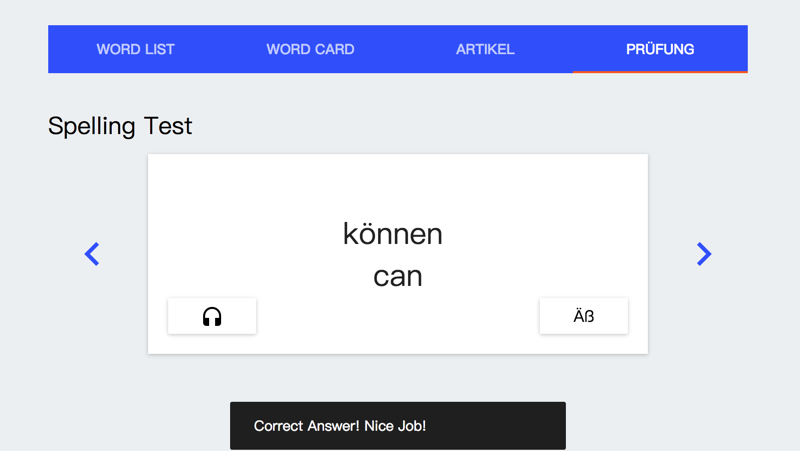 WORD LIST WORD CARD ARTIKEL PRÜFUNG
Spelling Test
können
can
Äß
Correct Answer! Nice Job!